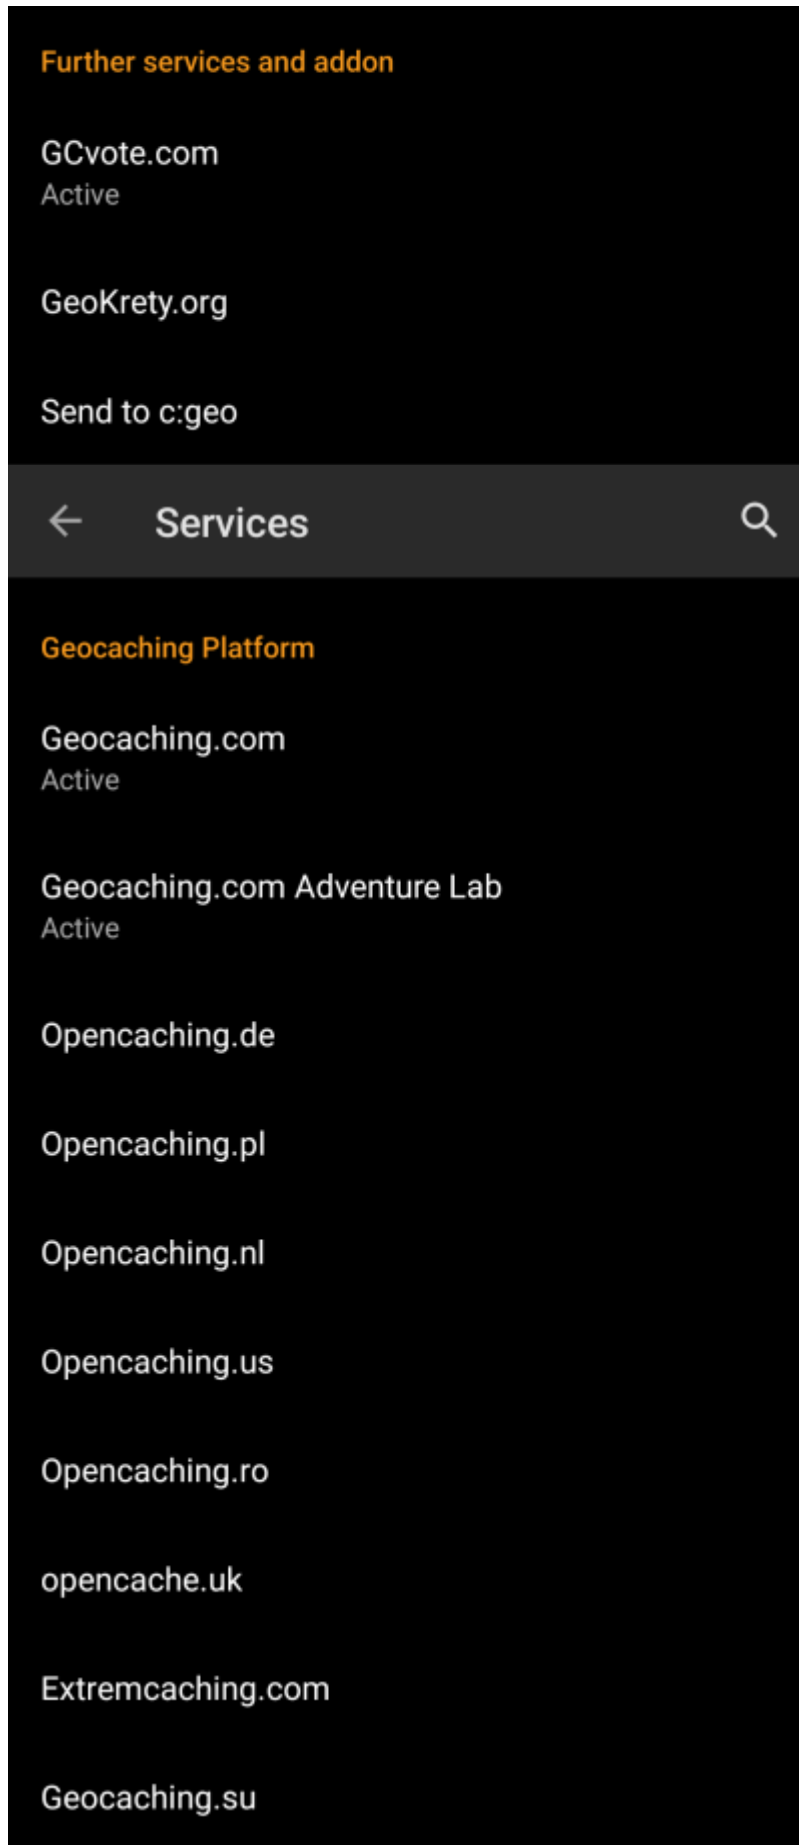 Further services and addon
GCvote.com
Active
GeoKrety.org
Send to c:geo
Services
Geocaching Platform
Geocaching.com
Active
Geocaching.com Adventure Lab
Active
Opencaching.de
Opencaching.pl
Opencaching.nl
Opencaching.us
Opencaching.ro
opencache.uk
Extremcaching.com
Geocaching.su